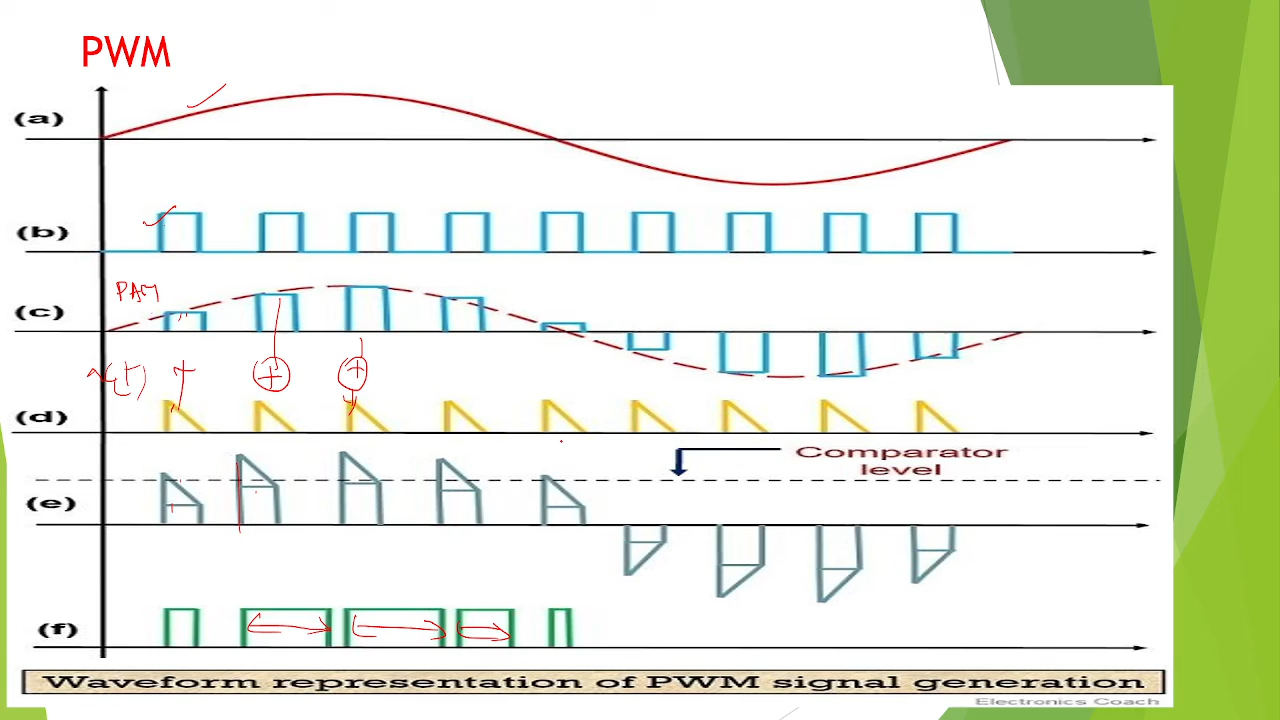 PWM
(a)
(b)
PAM
(c)
r(t) + + +
(d)
Comparator
level
(e)
(f)
Waveform representation of PWM signal generation
Electronics Coach